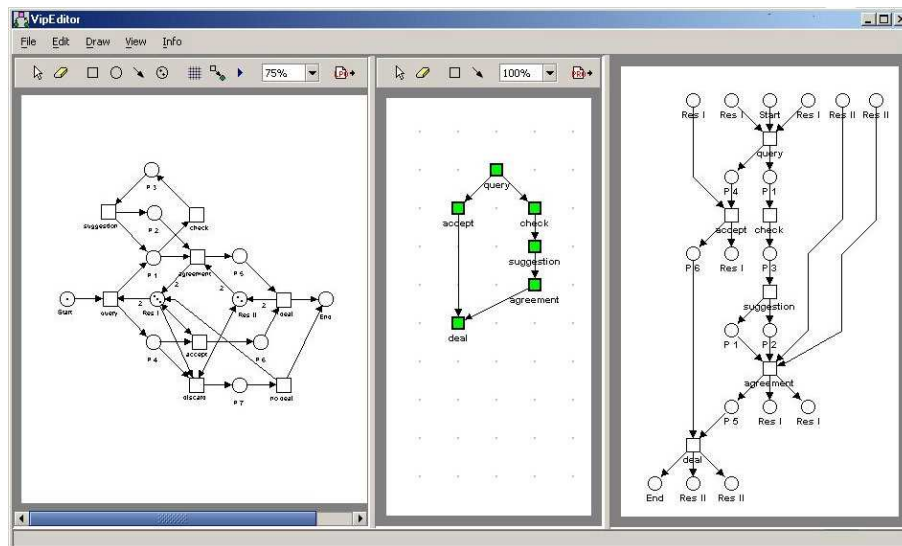 VipEditor
File Edit Draw View Info
75%
100%
P 3
suggestion
P 2
check
P 1
agreement
P 5
2
2
Start
query
2
Res I
Res II
2
deal
End
accept
P 4
P 6
discard
P 7
no deal
query
accept
check
suggestion
agreement
deal
Res I
Res I
Start
Res I
Res II
Res II
query
P 4
P 1
accept
check
P 6
Res I
P 3
suggestion
P 1
P 2
agreement
P 5
Res I
Res I
deal
End
Res II
Res II